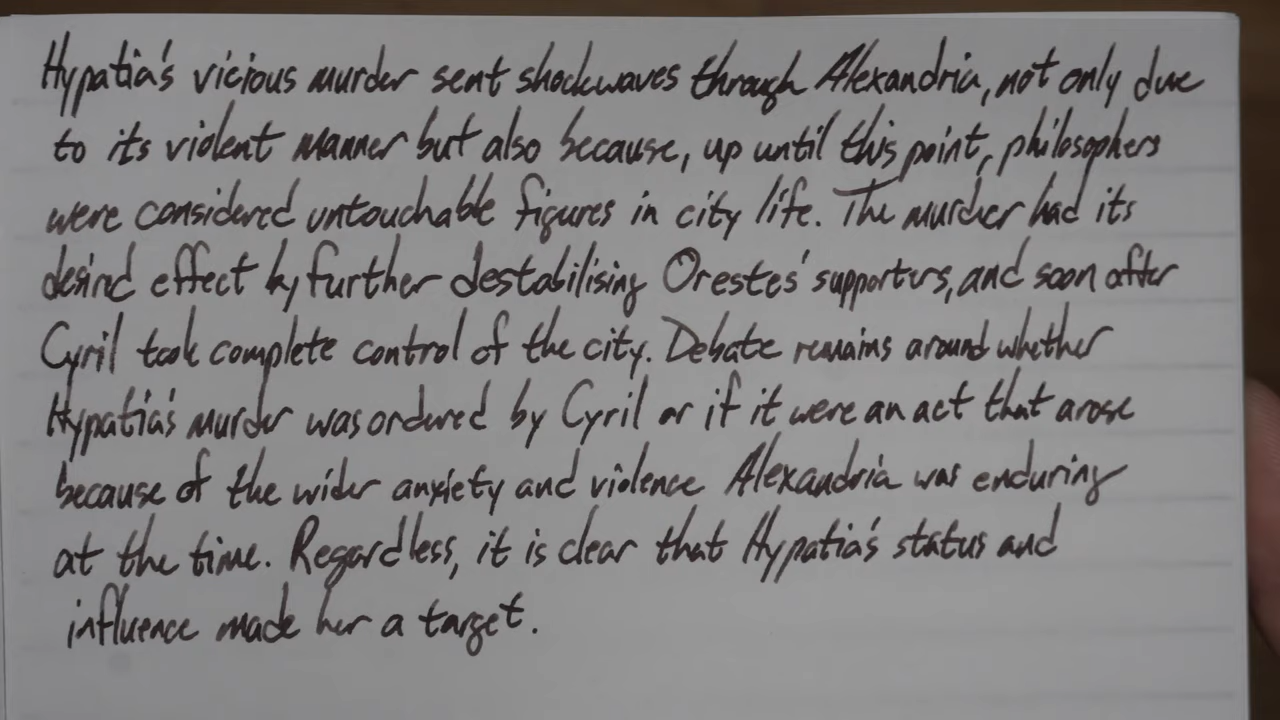 Hypatia's vicious murder sent shockwaves through Alexandria, not only due
to its violent manner but also because, up until this point, philosophers
were considered untouchable figures in city life. The murder had its
desired effect by further destabilising Orestes' supporters, and soon after
Cyril took complete control of the city. Debate remains around whether
Hypatia's murder was ordered by Cyril or if it were an act that arose
because of the wider anxiety and violence Alexandria was enduring
at the time. Regardless, it is clear that Hypatia's status and
influence made her a target.